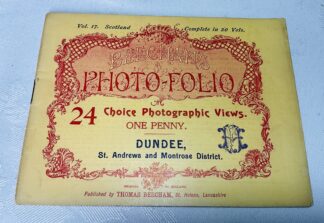 Vol. 17. Scotland Complete in 20 Vols.
BEECHAM'S
PHOTO-FOLIO
24 Choice Photographic Views.
ONE PENNY.
DUNDEE,
St. Andrews and Montrose District.
Published by THOMAS BEECHAM, St. Helens, Lancashire